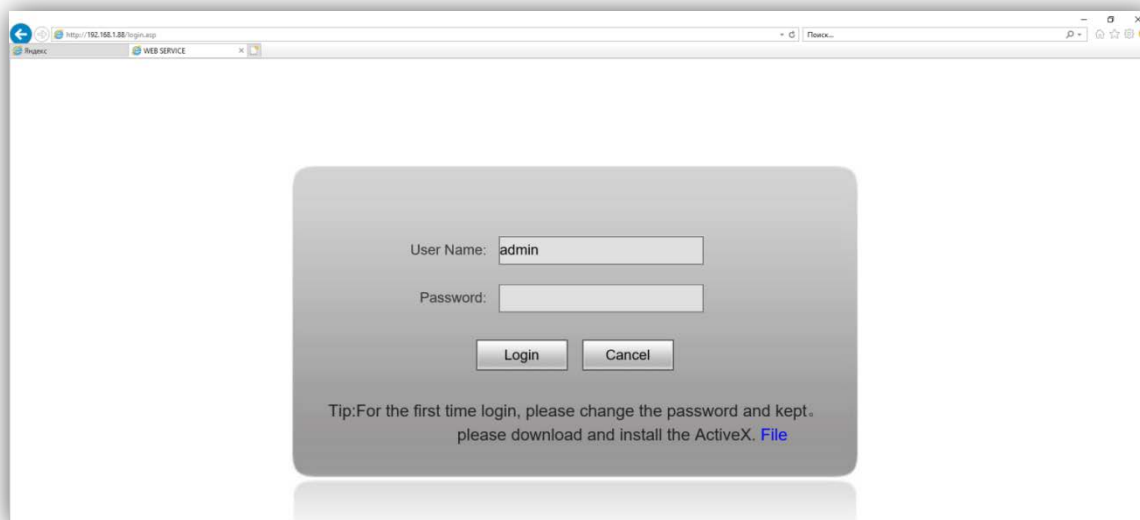 http://192.168.1.88/login.asp
Поиск...
Яндекс
WEB SERVICE
User Name: admin
Password:
Login Cancel
Tip:For the first time login, please change the password and kept。
please download and install the ActiveX. File